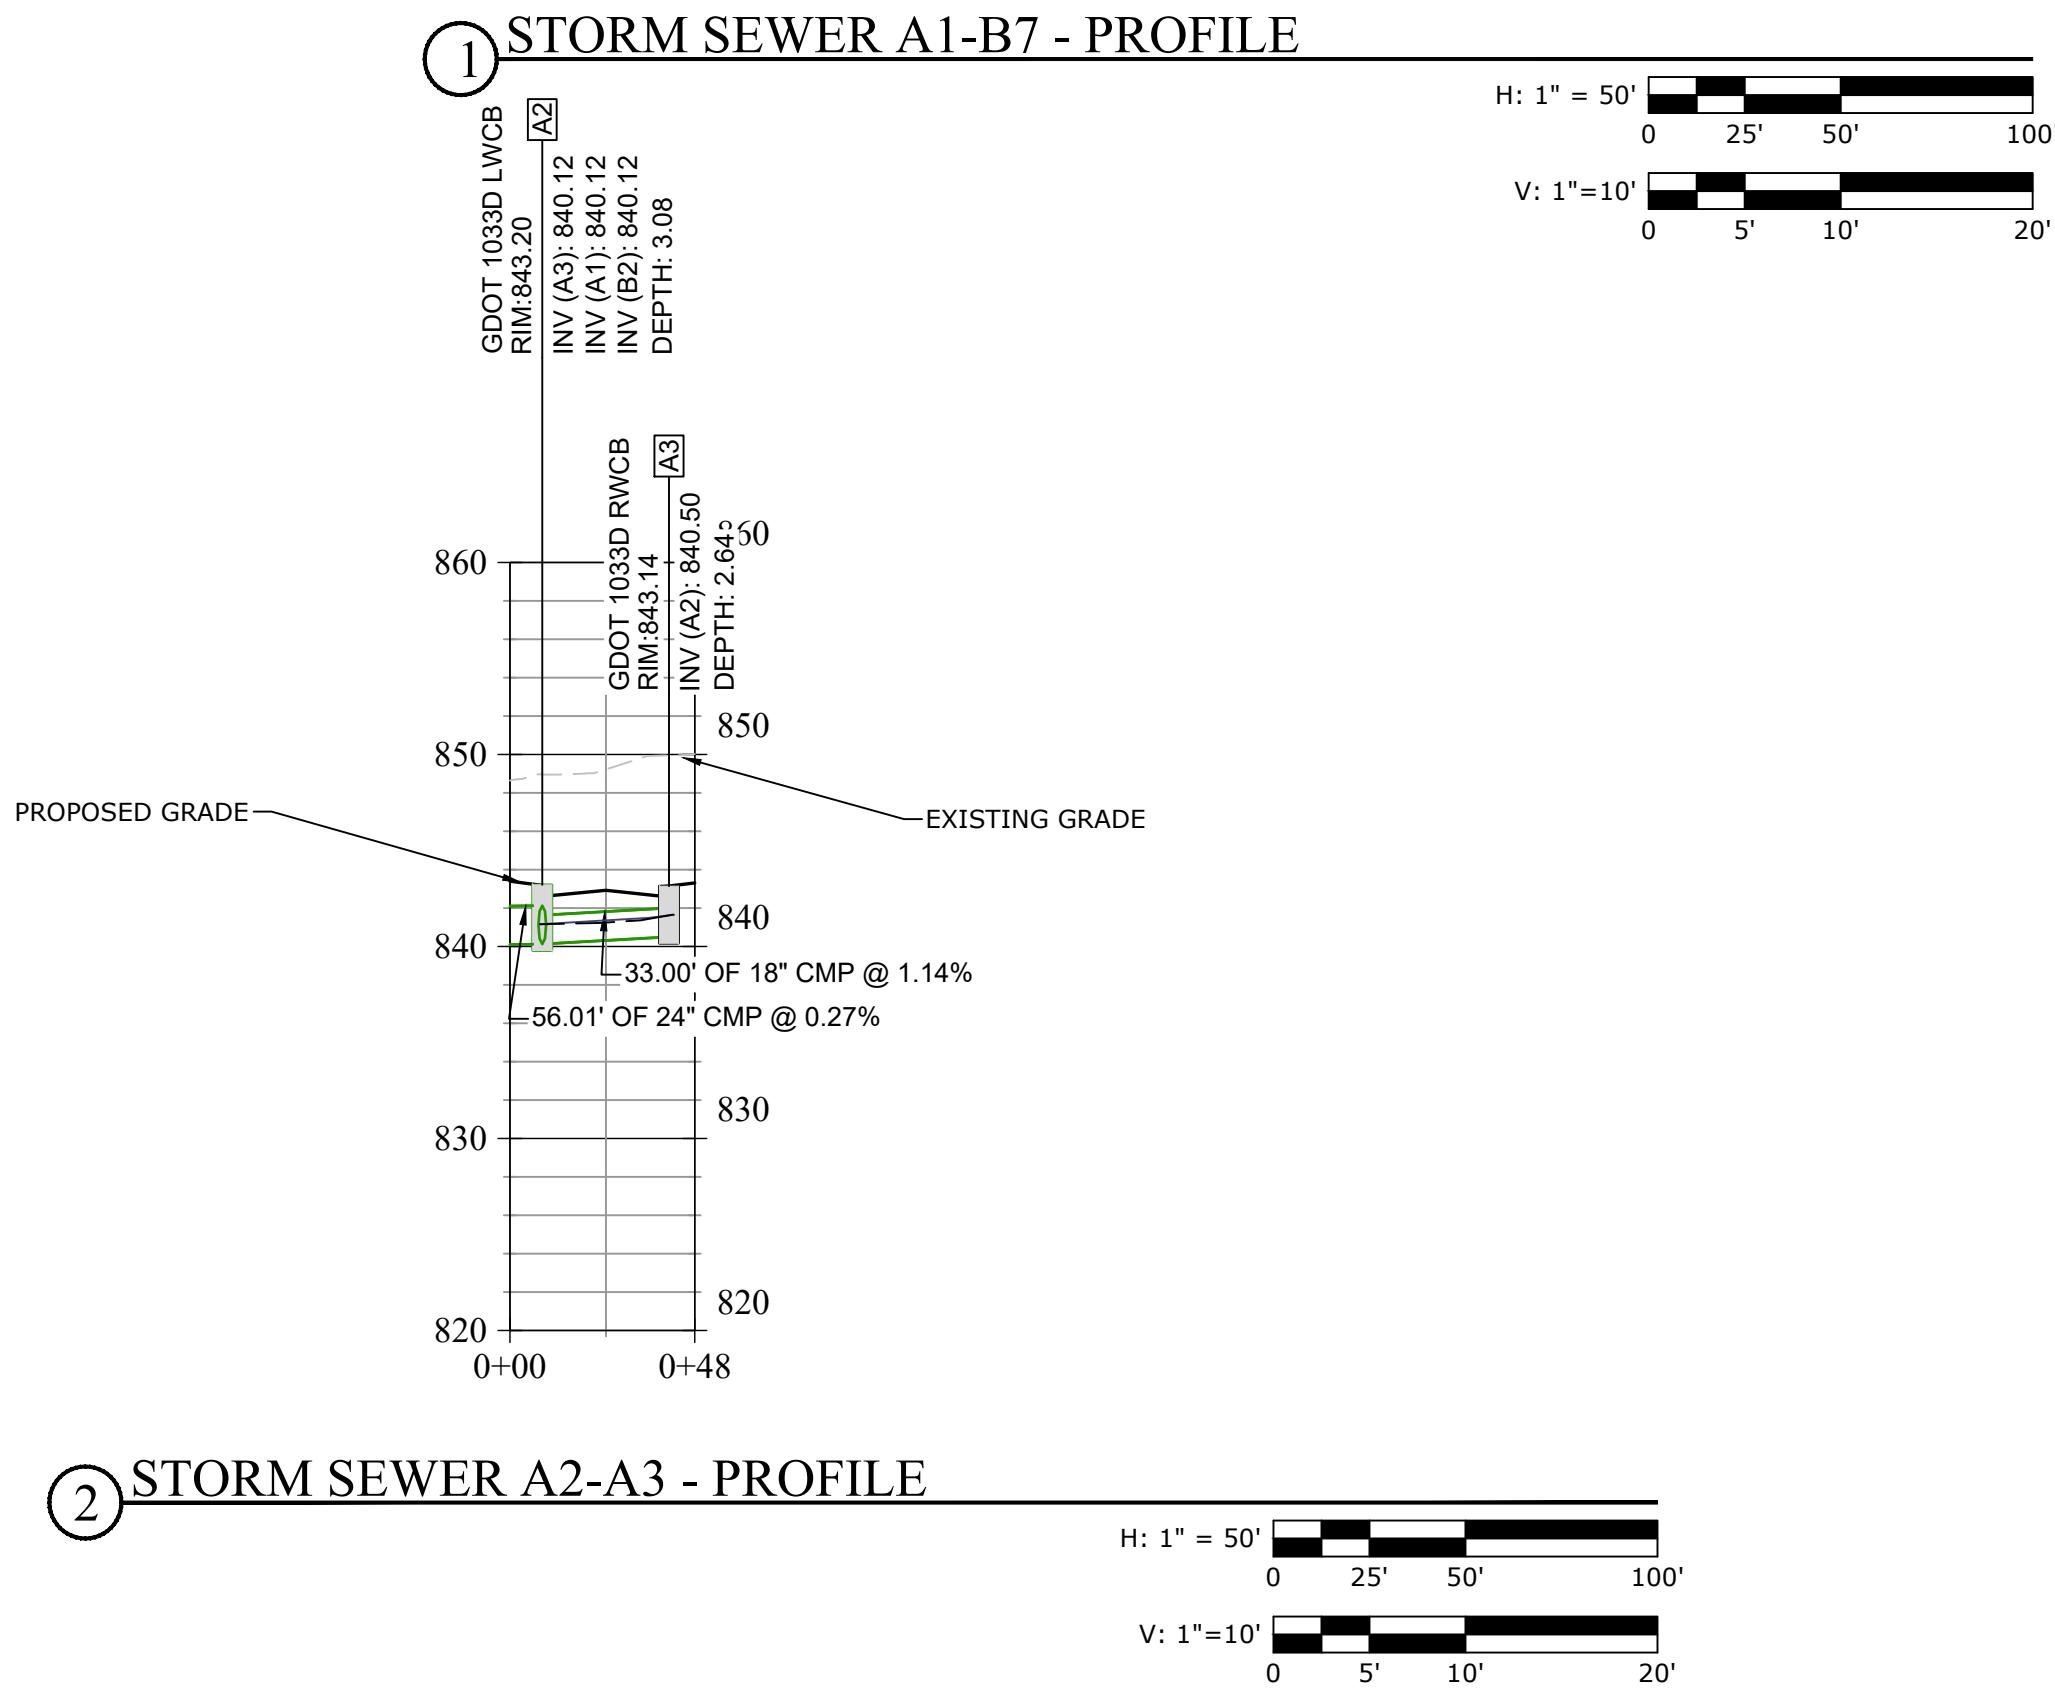 1
STORM SEWER A1-B7 - PROFILE
H: 1" = 50'
0 25' 50' 100
V: 1"=10'
0 5' 10' 20'
A2
GDOT 1033D LWCB
RIM:843.20
INV (A3): 840.12
INV (A1): 840.12
INV (B2): 840.12
DEPTH: 3.08
A3
GDOT 1033D RWCB
RIM:843.14
INV (A2): 840.50
DEPTH: 2.64
860
60
850
850
PROPOSED GRADE
EXISTING GRADE
840
840
33.00' OF 18" CMP @ 1.14%
56.01' OF 24" CMP @ 0.27%
830
830
820
820
0+00 0+48
2
STORM SEWER A2-A3 - PROFILE
H: 1" = 50'
0 25' 50' 100'
V: 1"=10'
0 5' 10' 20'